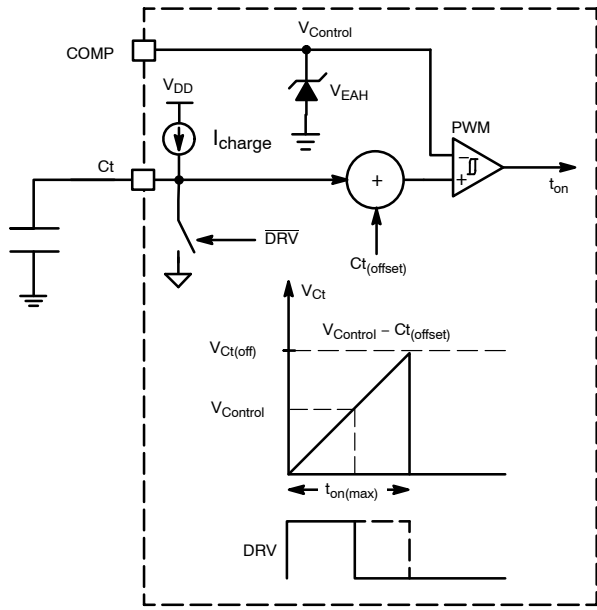 V_Control
COMP
V_DD
V_EAH
PWM
I_charge
Ct
− 
+
+
t_on
DRV
Ct_(offset)
V_Ct
V_Control − Ct_(offset)
V_Ct(off)
V_Control
t_on(max)
DRV